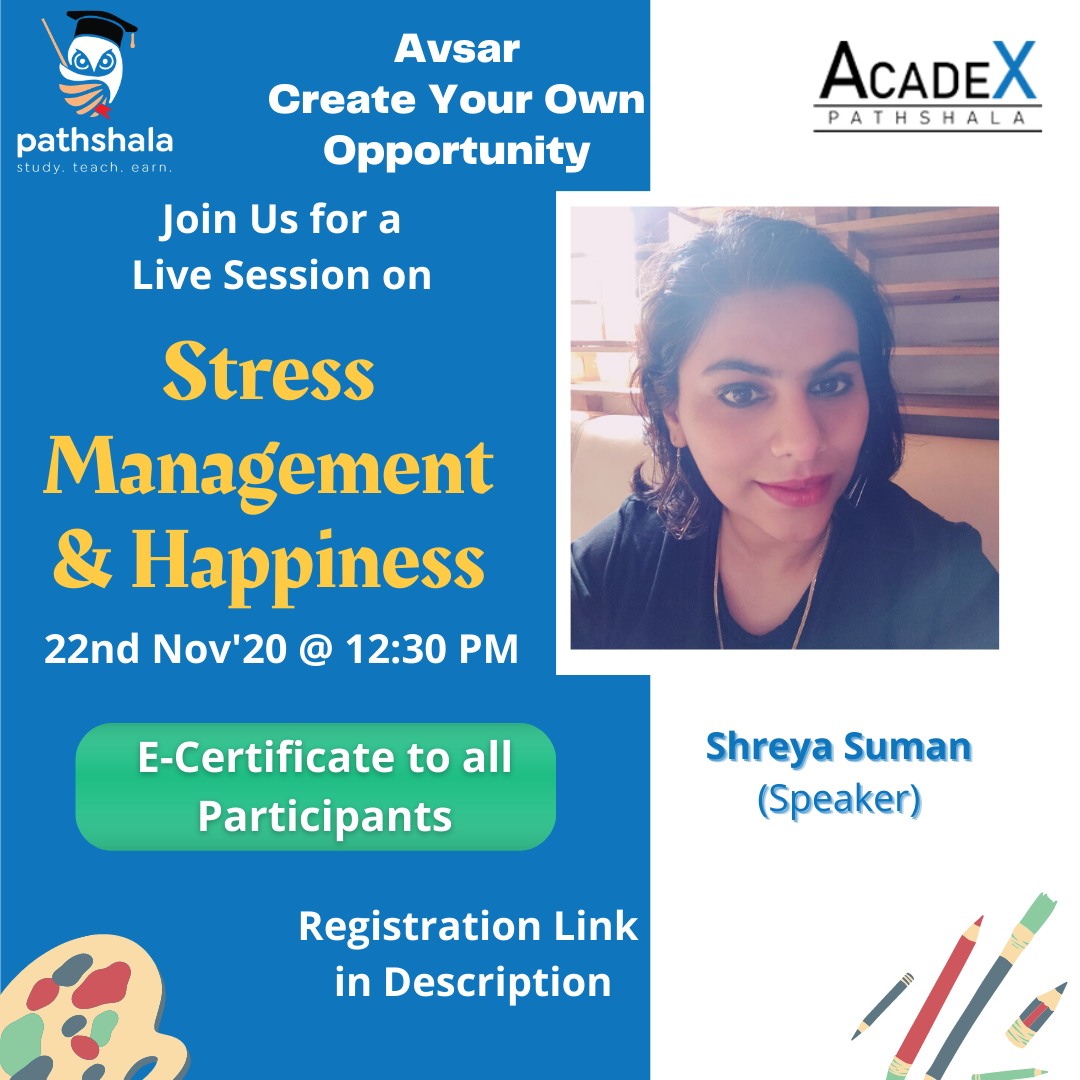 pathshala
study. teach. earn.
Avsar
Create Your Own
Opportunity
ACADEX
PATHSHALA
Join Us for a
Live Session on
Stress
Management
& Happiness
22nd Nov'20 @ 12:30 PM
E-Certificate to all
Participants
Shreya Suman
(Speaker)
Registration Link
in Description